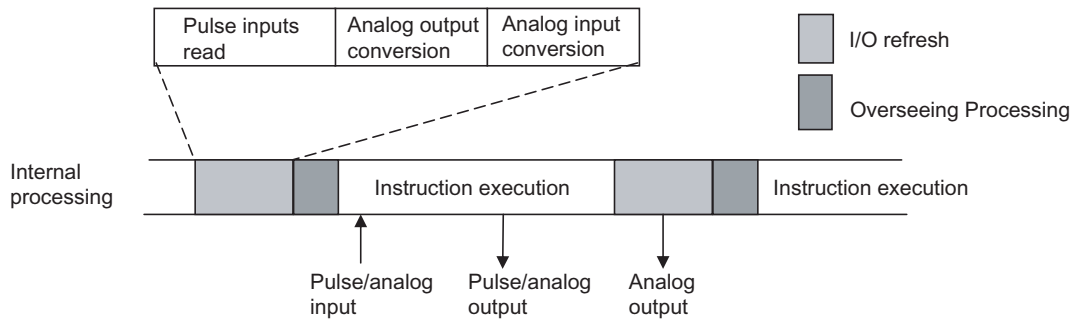 Pulse inputs
read
Analog output
conversion
Analog input
conversion
I/O refresh
Overseeing Processing
Internal
processing
Instruction execution
Instruction execution
Pulse/analog
input
Pulse/analog
output
Analog
output